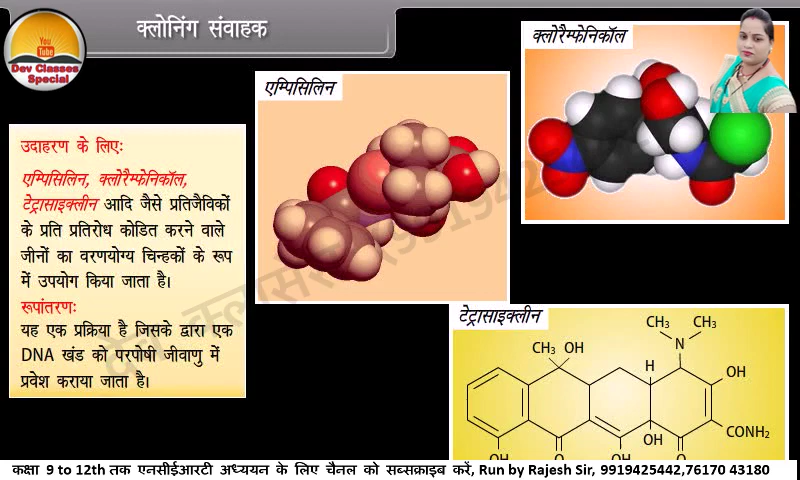 क्लोनिंग संवाहक
You
Tube
Dev Classes
Special
एम्पिसिलिन
क्लोरैम्फेनिकॉल
उदाहरण के लिएः
एम्पिसिलिन, क्लोरैम्फेनिकॉल,
टेट्रासाइक्लीन आदि जैसे प्रतिजैविकों
के प्रति प्रतिरोध कोडित करने वाले
जीनों का वरणयोग्य चिन्हकों के रूप
में उपयोग किया जाता है।
रूपांतरणः
यह एक प्रक्रिया है जिसके द्वारा एक
DNA खंड को परपोषी जीवाणु में
प्रवेश कराया जाता है।
टेट्रासाइक्लीन
CH₃ CH₃
N
CH₃ OH
H
OH
OH
CONH₂
OH O OH O
कक्षा 9 to 12th तक एनसीईआरटी अध्ययन के लिए चैनल को सब्सक्राइब करें, Run by Rajesh Sir, 9919425442,76170 43180